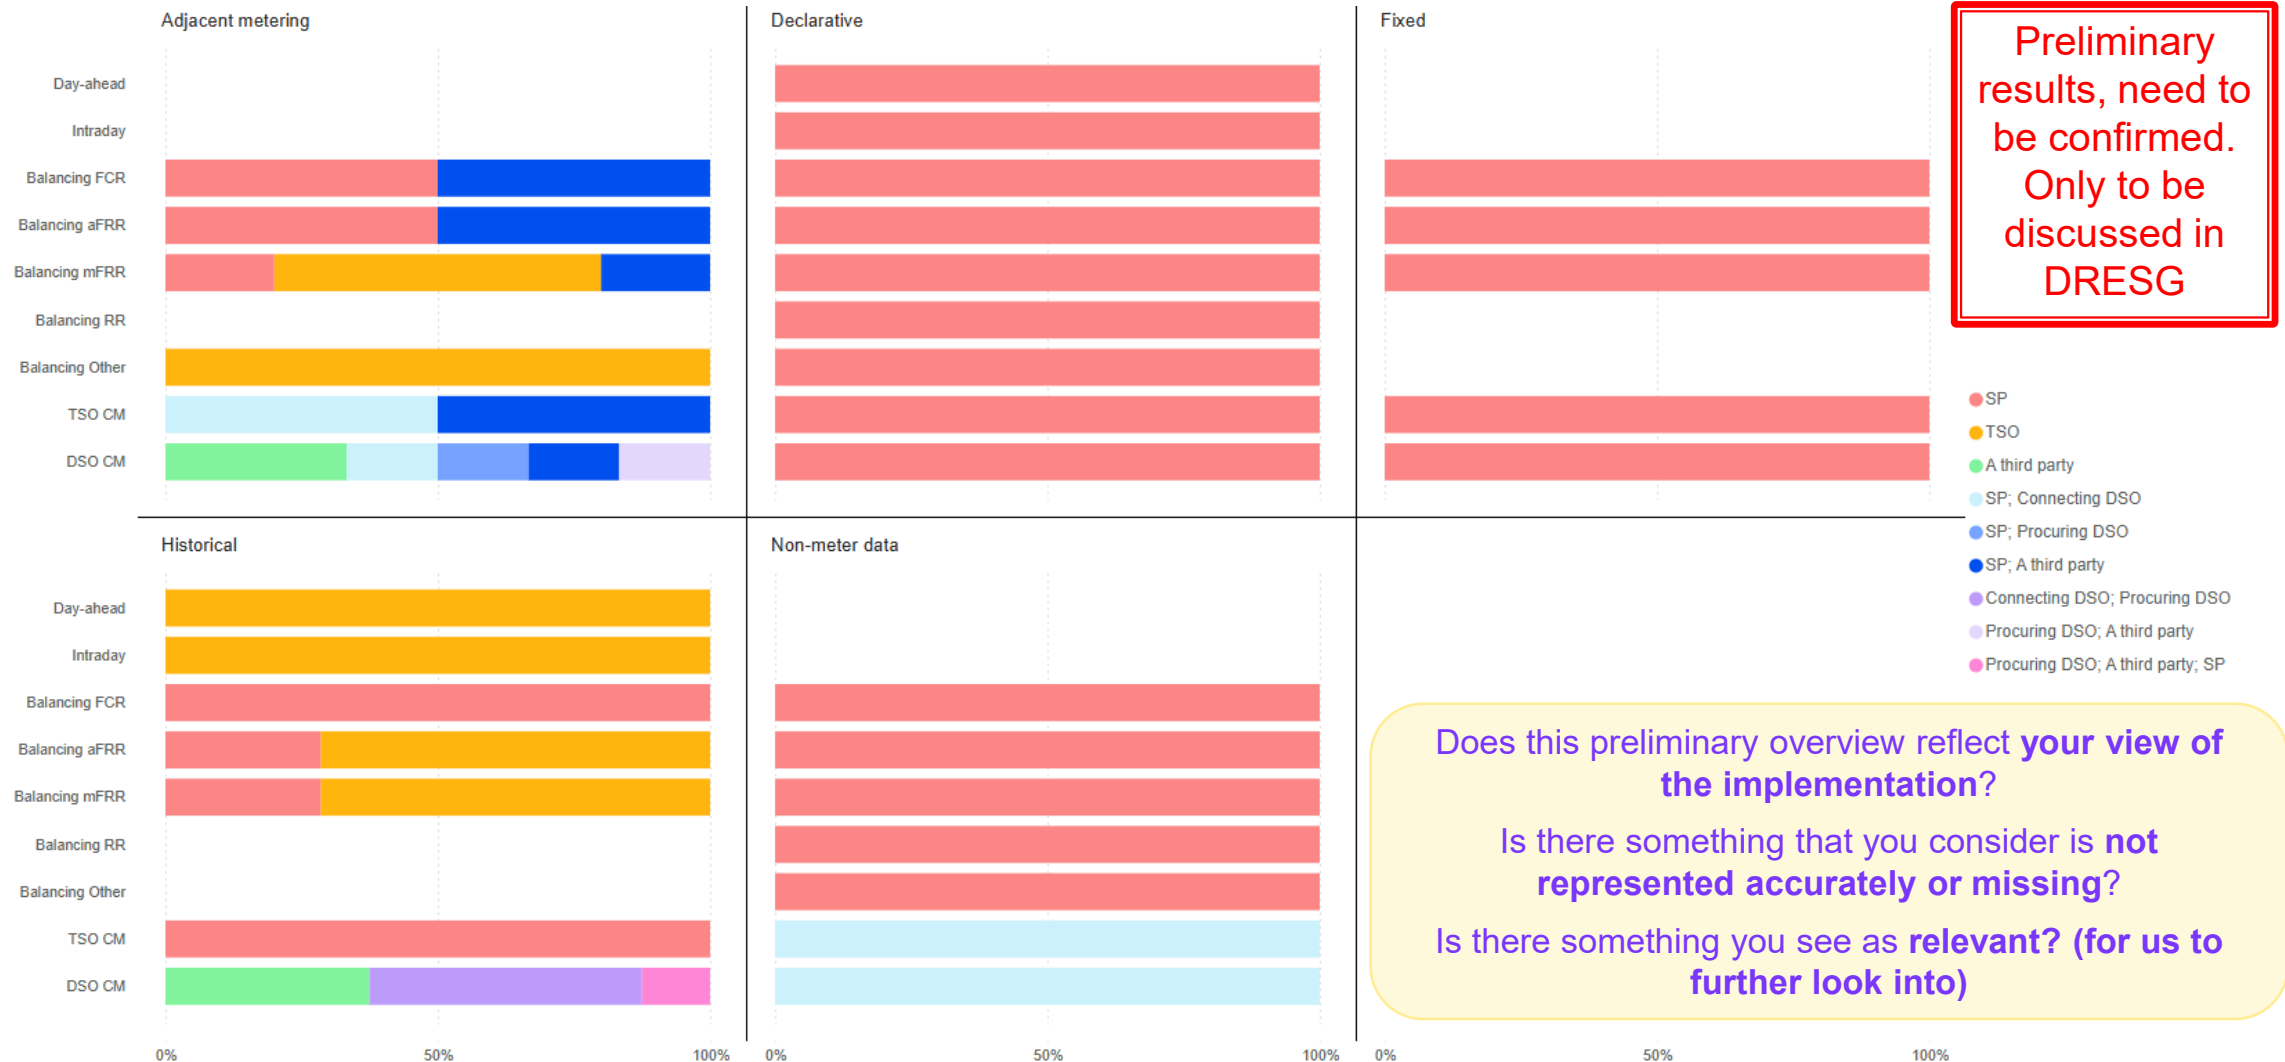 Adjacent metering
Declarative
Fixed
Day-ahead
Intraday
Balancing FCR
Balancing aFRR
Balancing mFRR
Balancing RR
Balancing Other
TSO CM
DSO CM
Preliminary
results, need to
be confirmed.
Only to be
discussed in
DRESG
SP
TSO
A third party
SP; Connecting DSO
SP; Procuring DSO
SP; A third party
Connecting DSO; Procuring DSO
Procuring DSO; A third party
Procuring DSO; A third party; SP
Historical
Non-meter data
Day-ahead
Intraday
Balancing FCR
Balancing aFRR
Balancing mFRR
Balancing RR
Balancing Other
TSO CM
DSO CM
0% 50% 100%
0% 50% 100%
0% 50% 100%
Does this preliminary overview reflect your view of
the implementation?
Is there something that you consider is not
represented accurately or missing?
Is there something you see as relevant? (for us to
further look into)